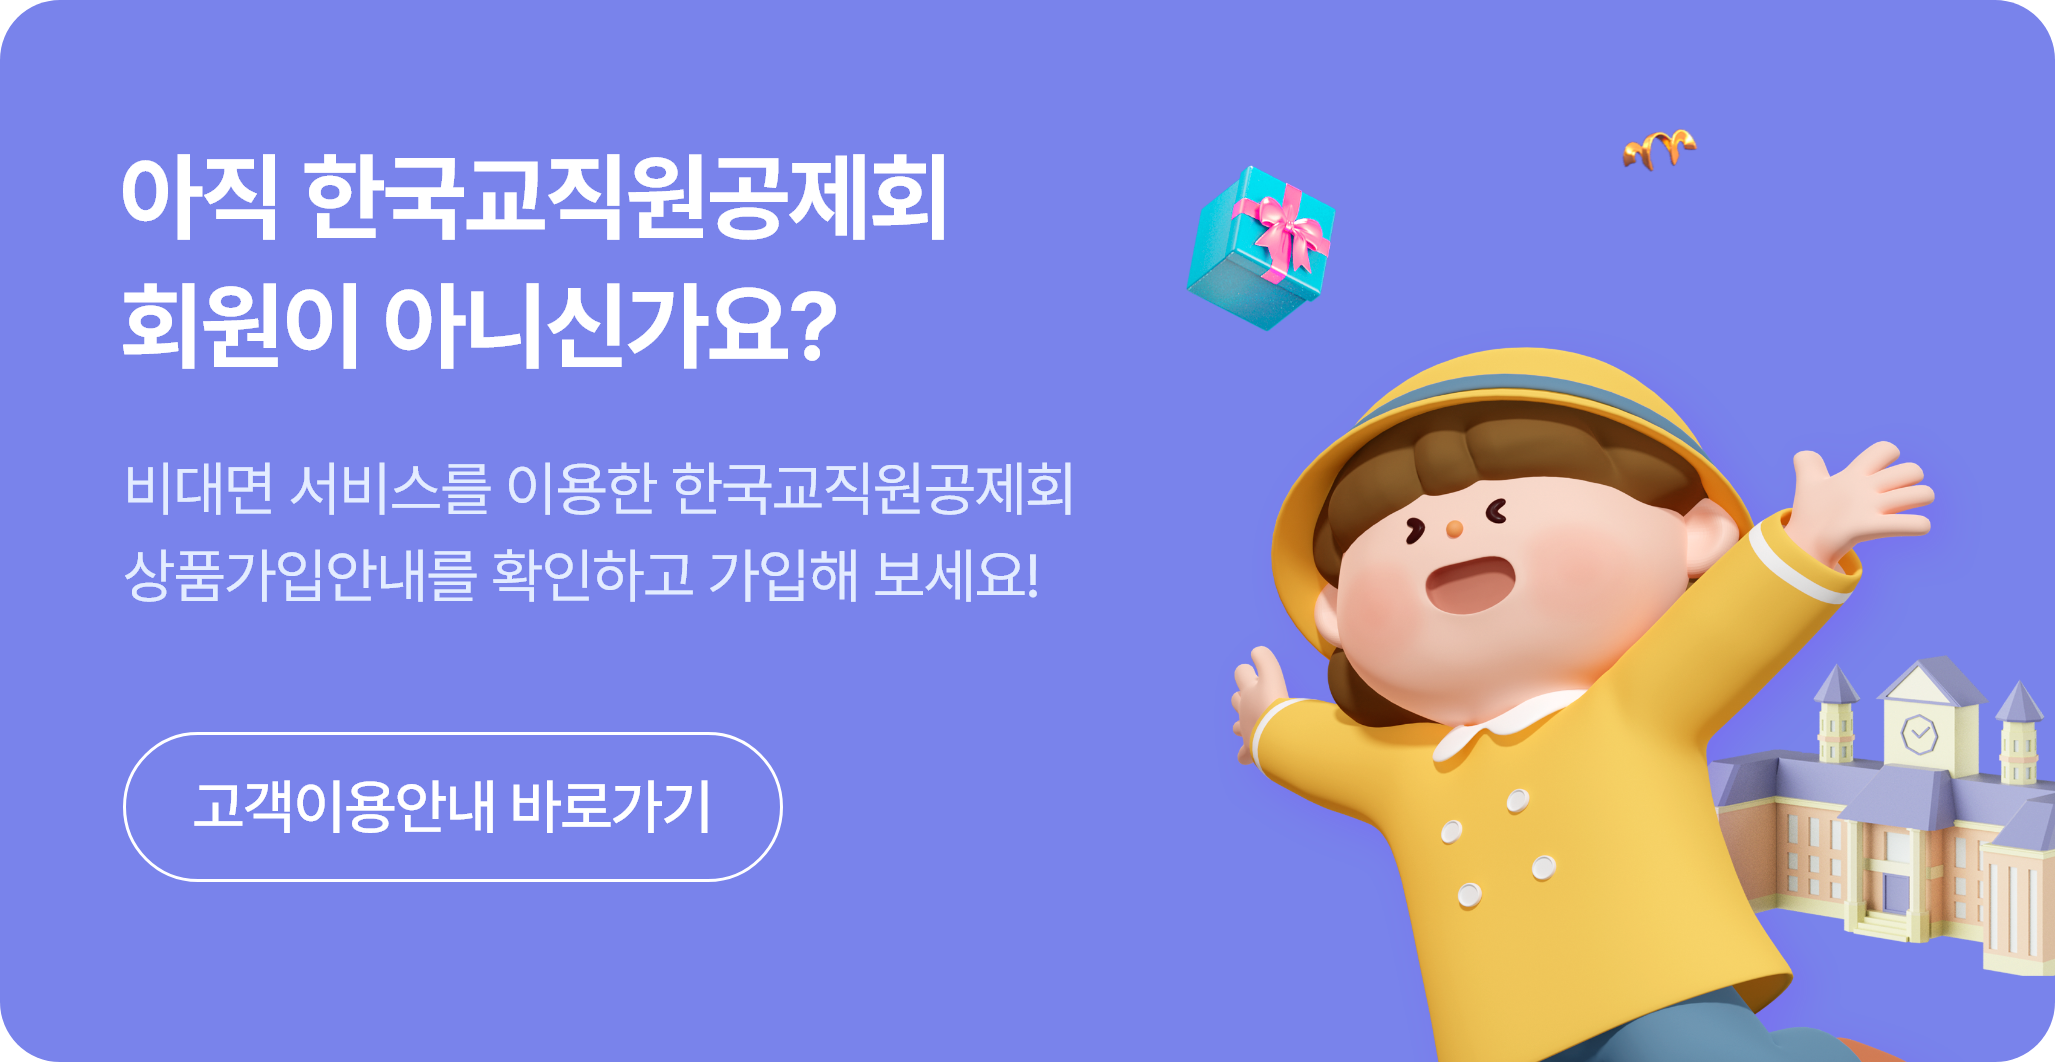 아직 한국교직원공제회
회원이 아니신가요?
비대면 서비스를 이용한 한국교직원공제회
상품가입안내를 확인하고 가입해 보세요!
고객이용안내 바로가기